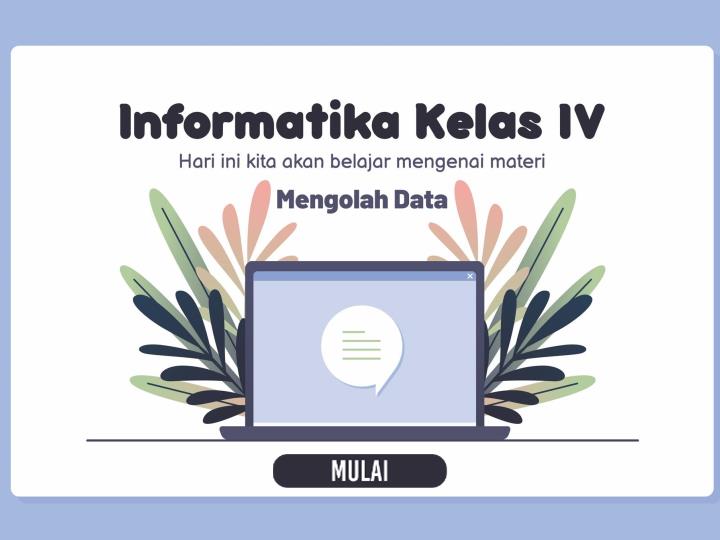 Informatika Kelas IV
Hari ini kita akan belajar mengenai materi
Mengolah Data
MULAI